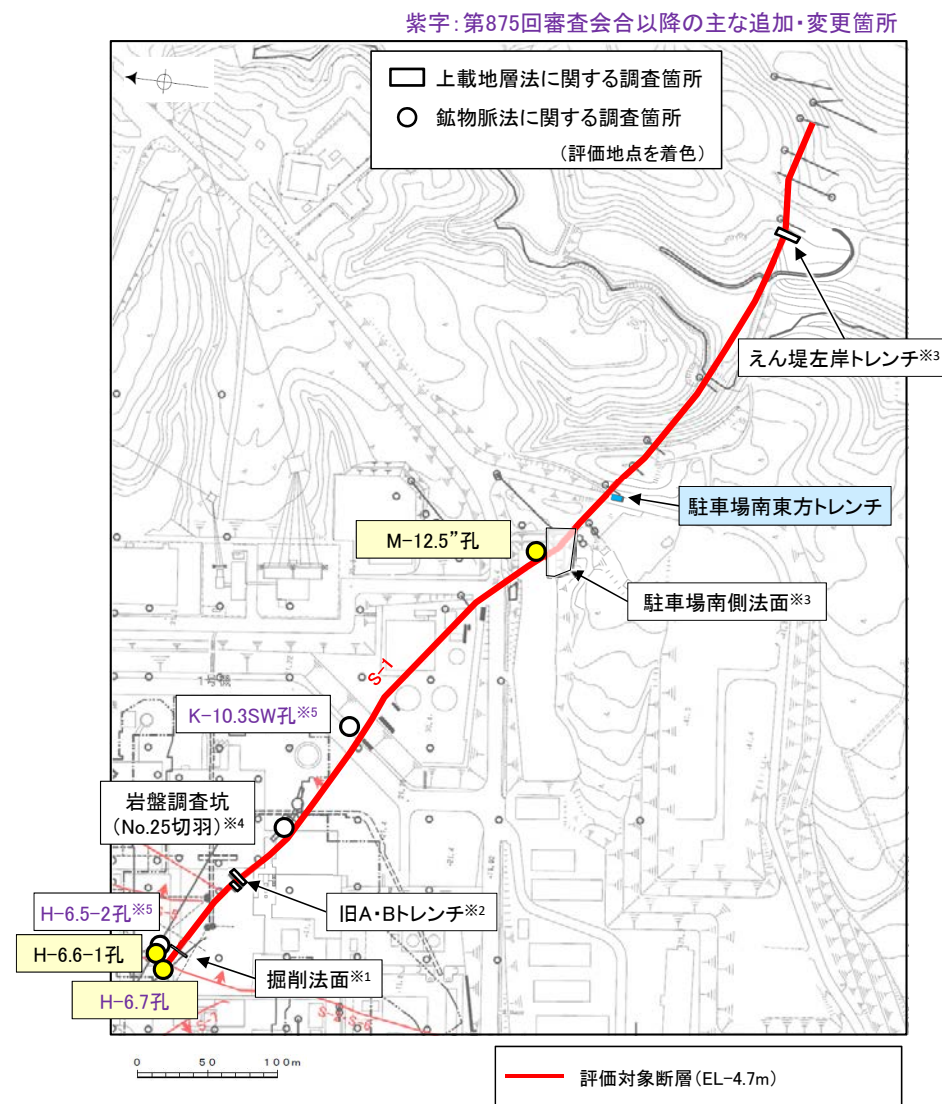 紫字：第875回審査会合以降の主な追加・変更箇所
上載地層法に関する調査箇所
鉱物脈法に関する調査箇所
（評価地点を着色）
えん堤左岸トレンチ※3
駐車場南東方トレンチ
M-12.5”孔
駐車場南側法面※3
S-1
K-10.3SW孔※5
岩盤調査坑
（No.25切羽）※4
旧A・Bトレンチ※2
H-6.5-2孔※5
H-6.6-1孔
掘削法面※1
H-6.7孔
S-7
0 50 100m
評価対象断層（EL-4.7m）